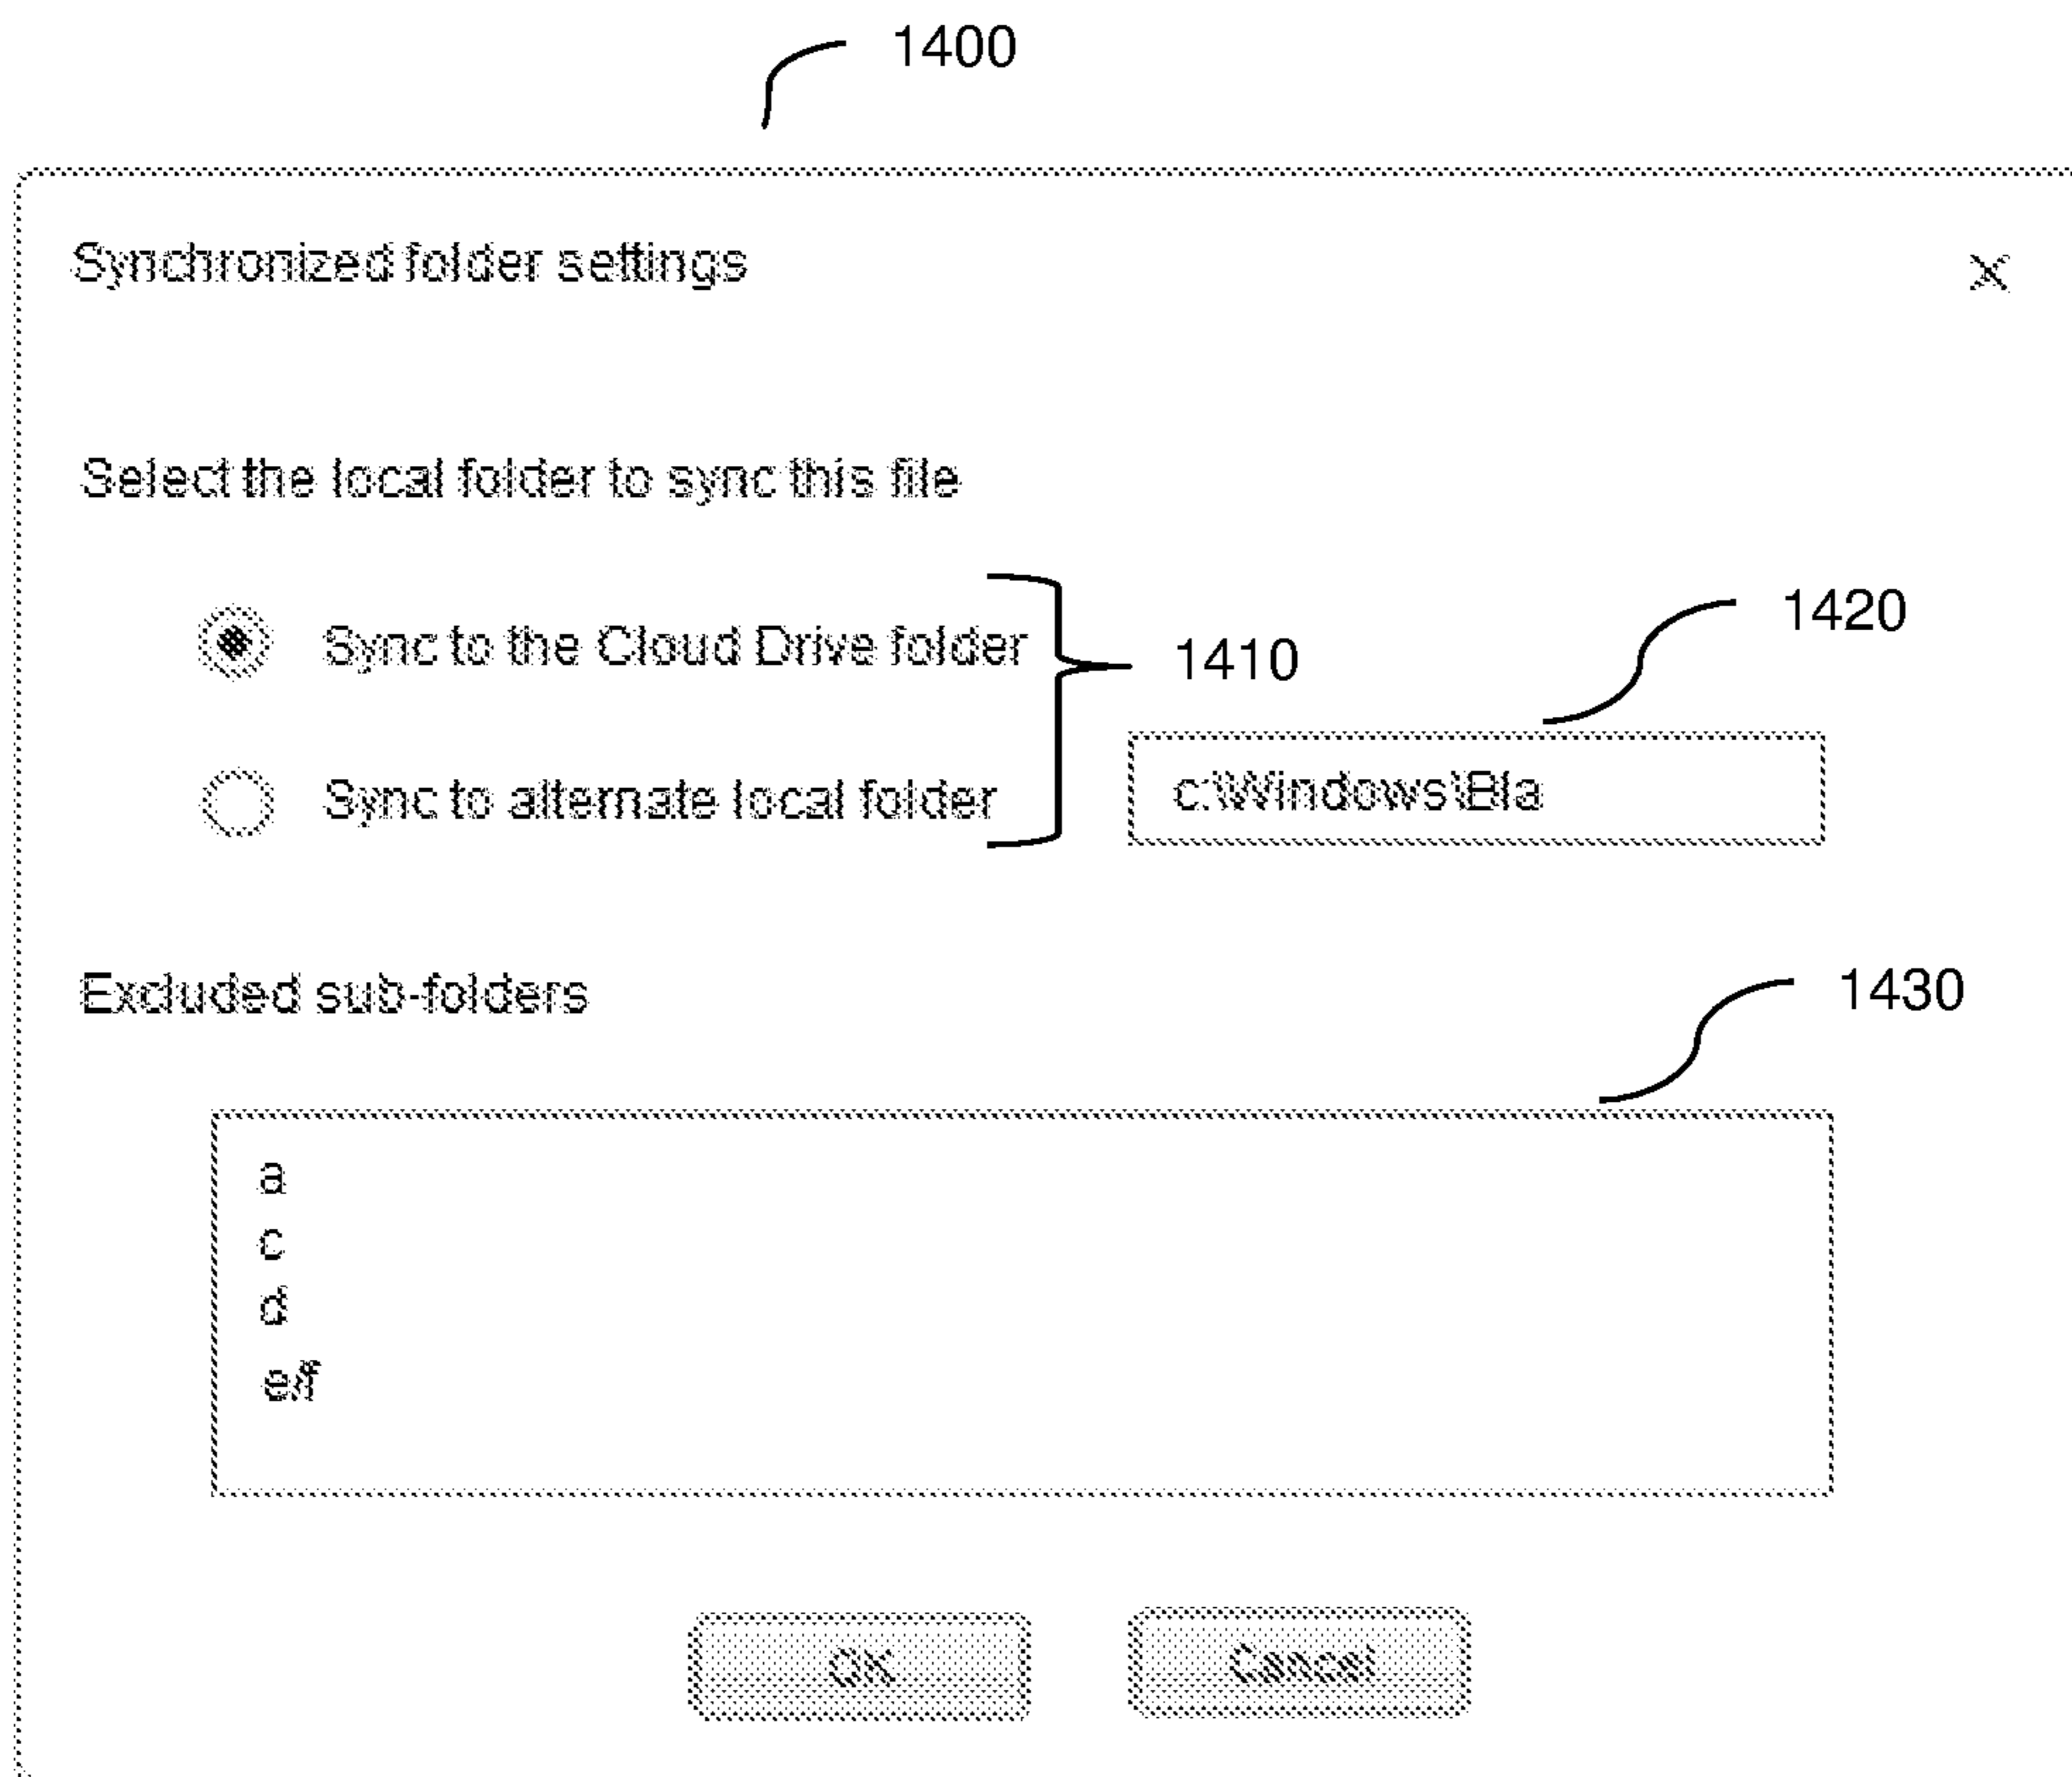 1400
Synchronized folder settings X
Select the local folder to sync this file
Sync to the Cloud Drive folder
1410
1420
Sync to alternate local folder
c:\Windows\Bla
Excluded sub-folders
1430
a
c
d
e/f
OK Cancel